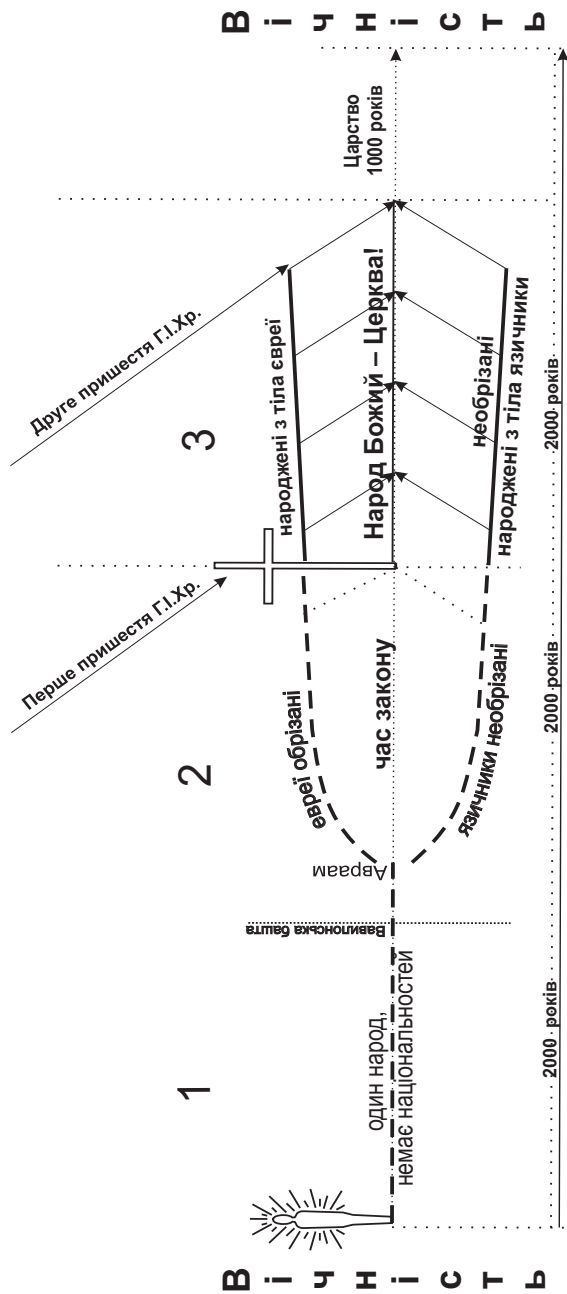 Вічність
1
один народ,
немає національностей
Вавилонська башта
Авраам
2
євреї обрізані
час закону
язичники необрізані
Перше пришестя Г.І.Хр.
3
Друге пришестя Г.І.Хр.
народжені з тіла євреї
Народ Божий – Церква!
необрізані
народжені з тіла язичники
Царство
1000 років
2000 років
2000 років
2000 років
Вічність